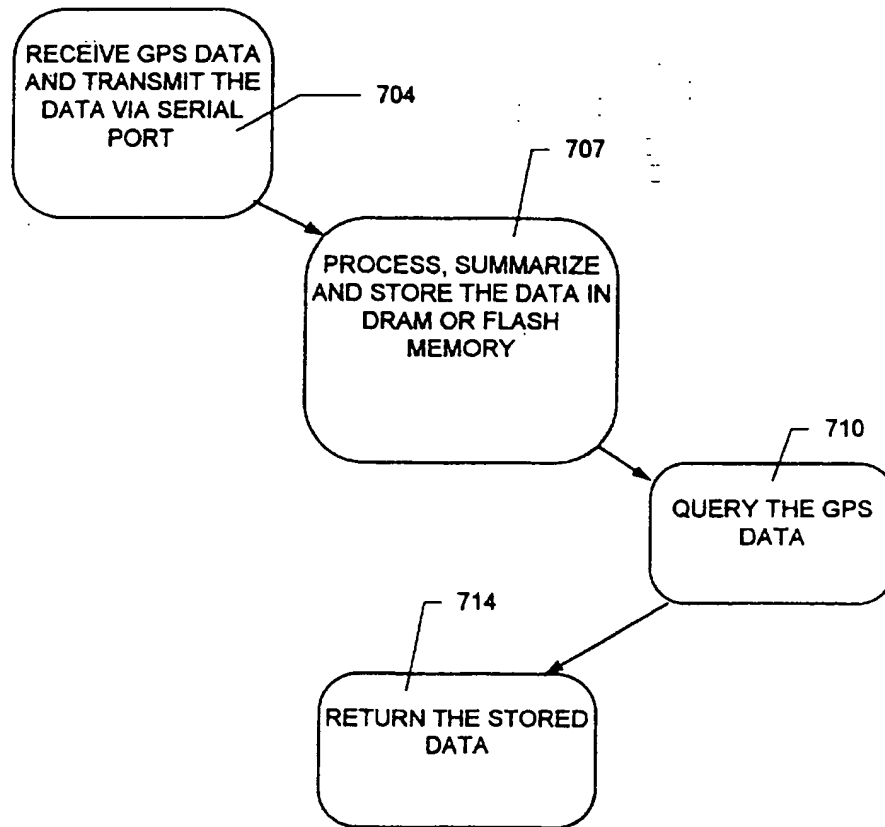 RECEIVE GPS DATA
AND TRANSMIT THE
DATA VIA SERIAL
PORT
704
707
PROCESS, SUMMARIZE
AND STORE THE DATA IN
DRAM OR FLASH
MEMORY
710
QUERY THE GPS
DATA
714
RETURN THE STORED
DATA